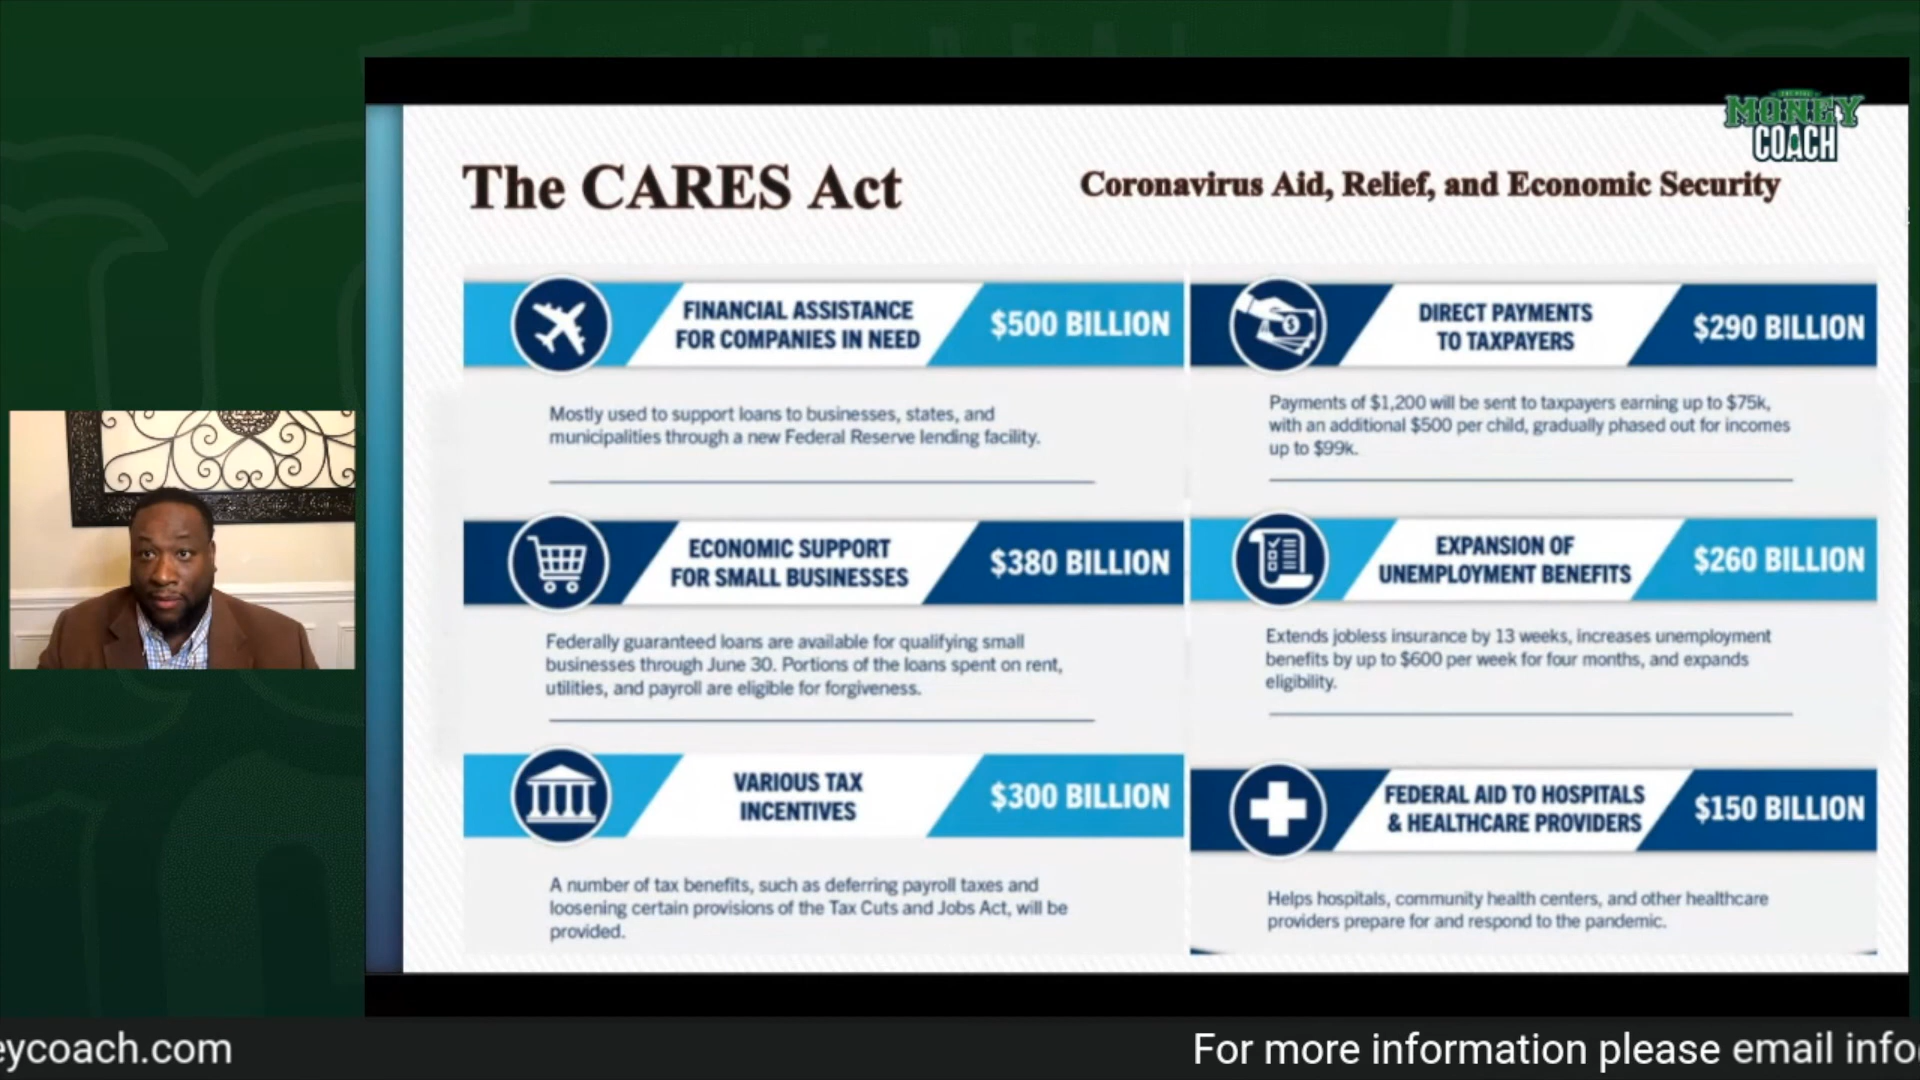 MONEY
COACH
The CARES Act
Coronavirus Aid, Relief, and Economic Security
FINANCIAL ASSISTANCE
FOR COMPANIES IN NEED
$500 BILLION
Mostly used to support loans to businesses, states, and
municipalities through a new Federal Reserve lending facility.
ECONOMIC SUPPORT
FOR SMALL BUSINESSES
$380 BILLION
Federally guaranteed loans are available for qualifying small
businesses through June 30. Portions of the loans spent on rent,
utilities, and payroll are eligible for forgiveness.
VARIOUS TAX
INCENTIVES
$300 BILLION
A number of tax benefits, such as deferring payroll taxes and
loosening certain provisions of the Tax Cuts and Jobs Act, will be
provided.
DIRECT PAYMENTS
TO TAXPAYERS
$290 BILLION
Payments of $1,200 will be sent to taxpayers earning up to $75k,
with an additional $500 per child, gradually phased out for incomes
up to $99k.
EXPANSION OF
UNEMPLOYMENT BENEFITS
$260 BILLION
Extends jobless insurance by 13 weeks, increases unemployment
benefits by up to $600 per week for four months, and expands
eligibility.
FEDERAL AID TO HOSPITALS
& HEALTHCARE PROVIDERS
$150 BILLION
Helps hospitals, community health centers, and other healthcare
providers prepare for and respond to the pandemic.
eycoach.com
For more information please email info